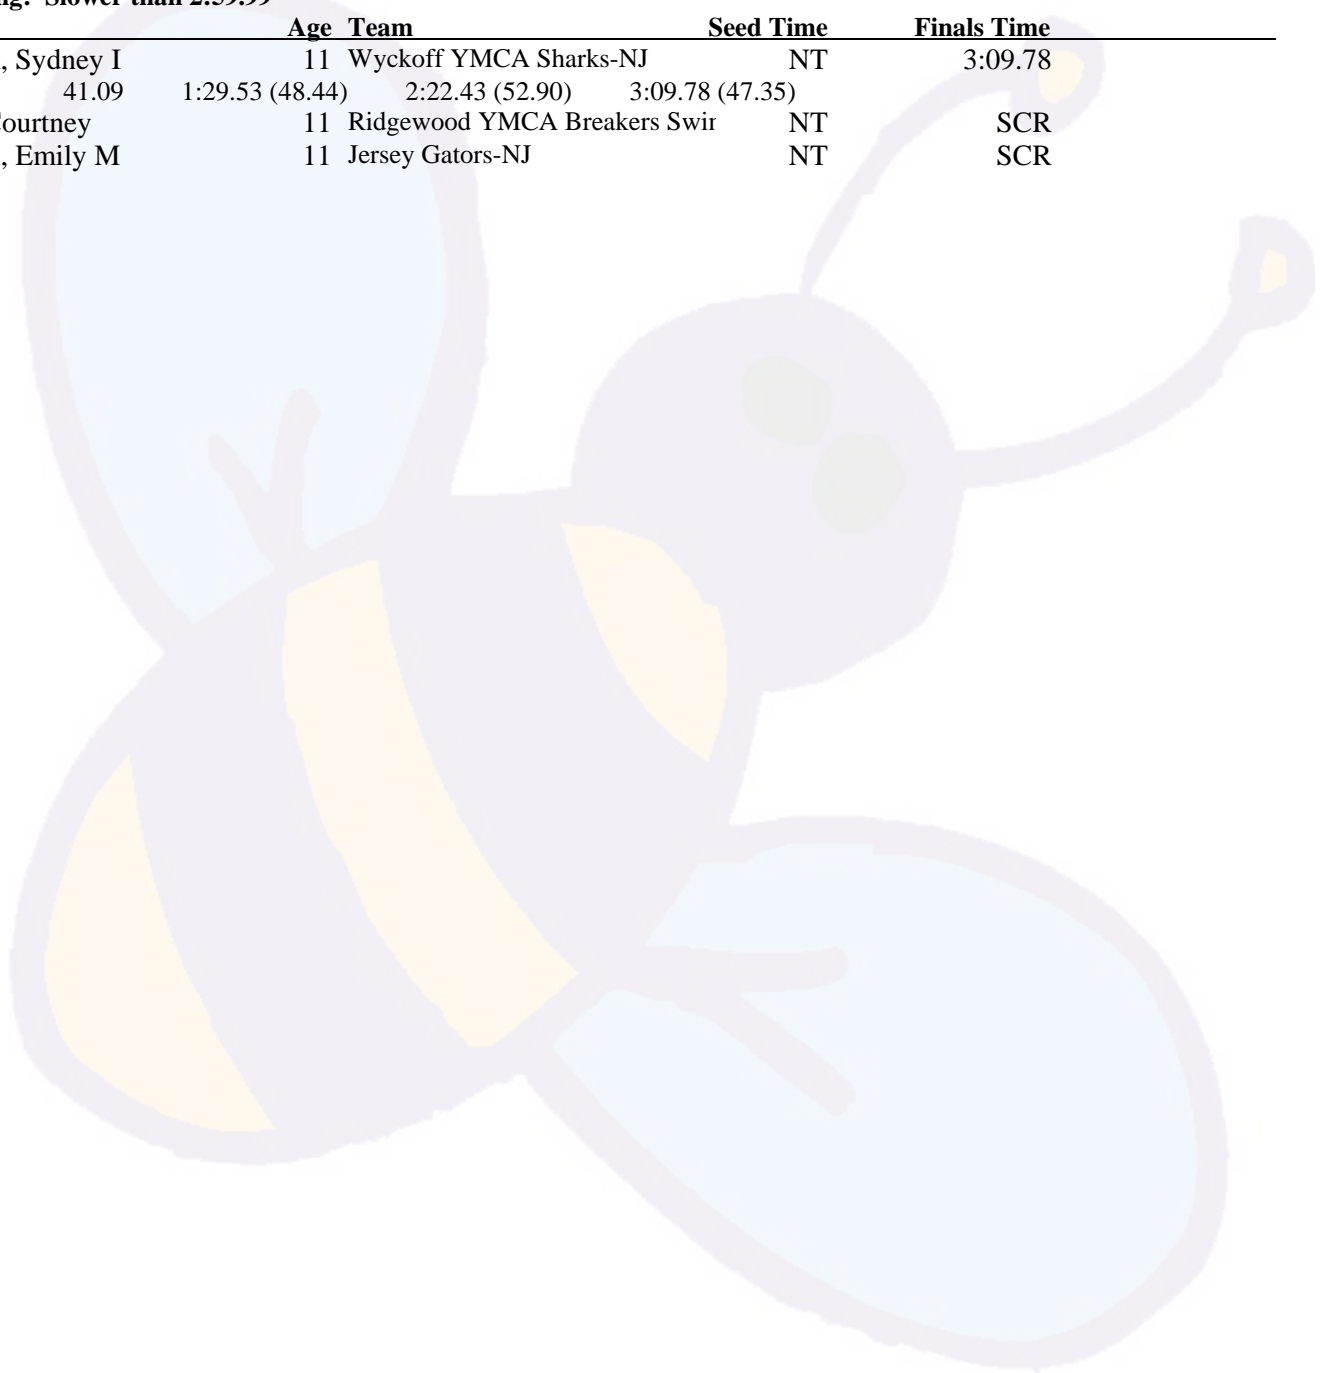 Slower than 2:59.99
Age Team Seed Time Finals Time
, Sydney I 11 Wyckoff YMCA Sharks-NJ NT 3:09.78
41.09 1:29.53 (48.44) 2:22.43 (52.90) 3:09.78 (47.35)
Courtney 11 Ridgewood YMCA Breakers Swir NT SCR
, Emily M 11 Jersey Gators-NJ NT SCR